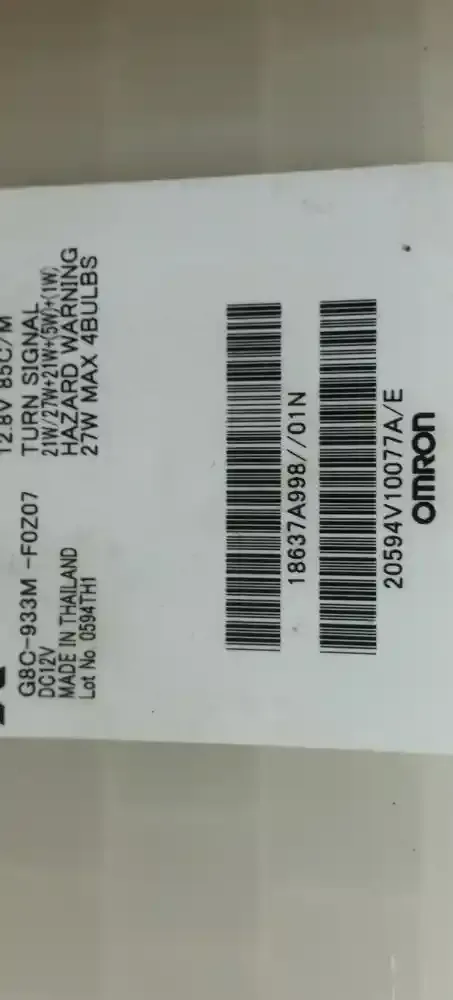 12.8V 85C/M
G8C-933M -F0Z07 TURN SIGNAL
DC12V 21W/27W+21W+(5W)+(1W)
MADE IN THAILAND HAZARD WARNING
Lot No 0594TH1 27W MAX 4BULBS
18637A998//01N
20594V10077A/E
OMRON